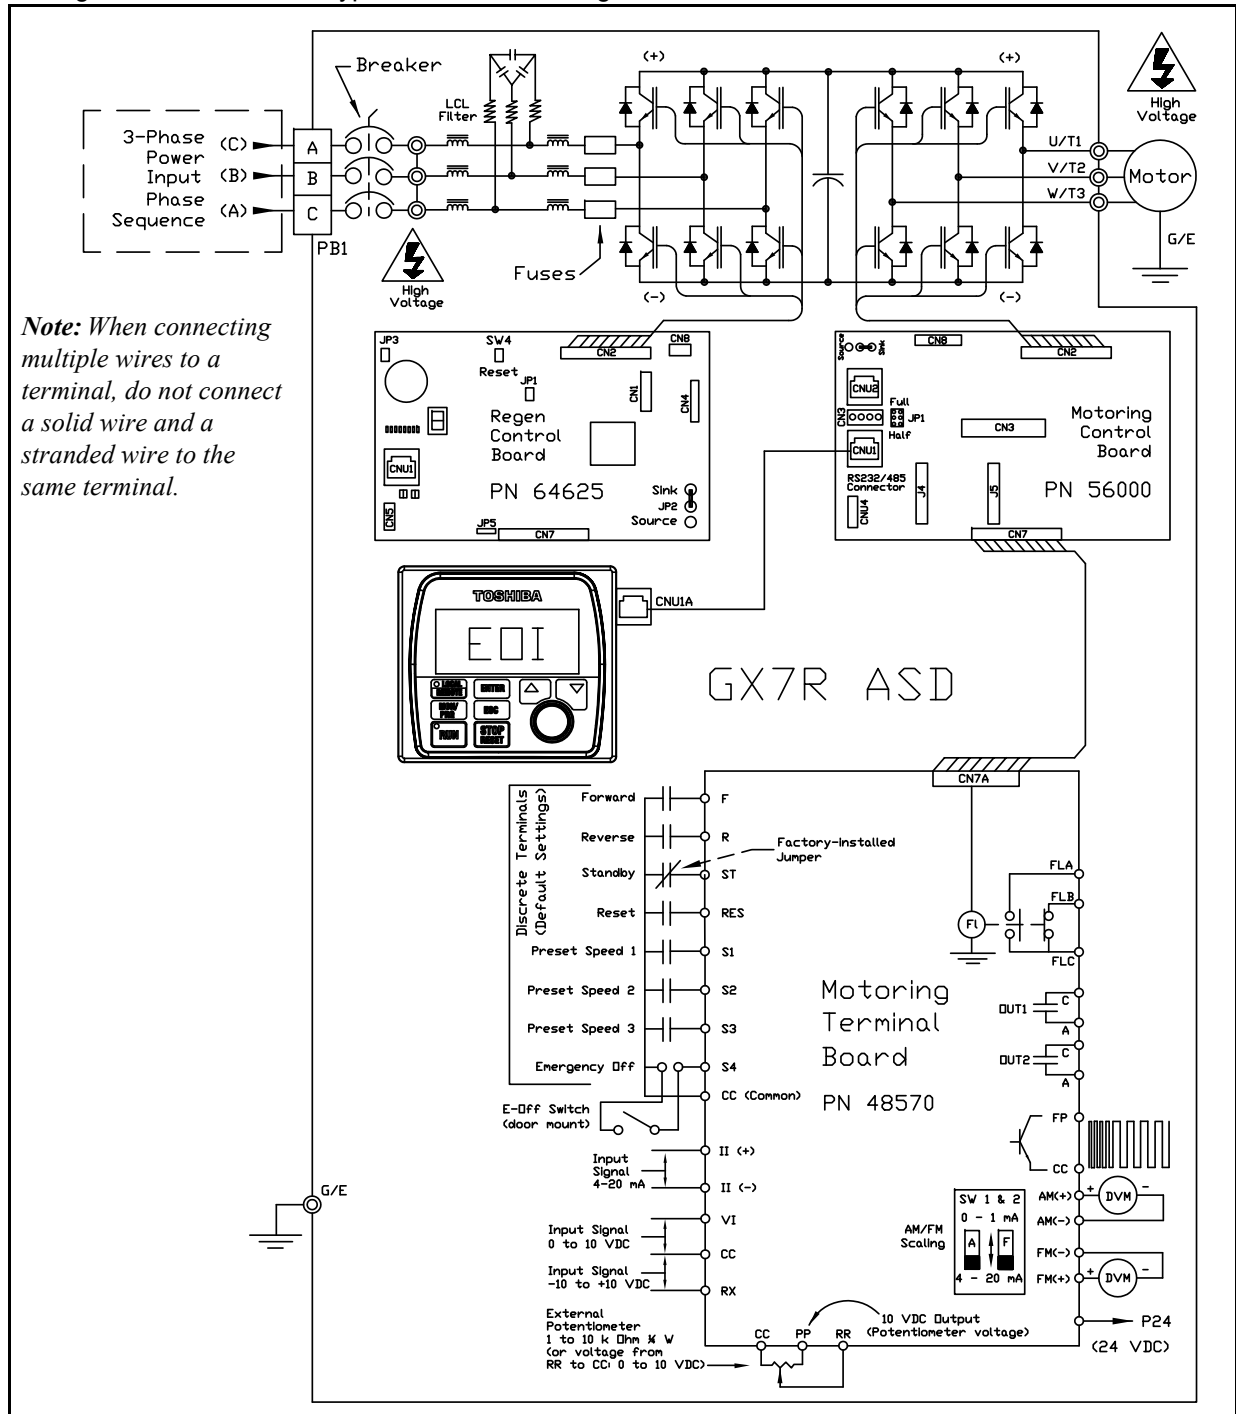 Breaker
(+)
(+)
High
Voltage
LCL
Filter
3-Phase
Power
Input
Phase
Sequence
(C)
(B)
(A)
A
B
C
PB1
U/T1
V/T2
W/T3
Motor
G/E
High
Voltage
Fuses
(-)
(-)
Note: When connecting
multiple wires to a
terminal, do not connect
a solid wire and a
stranded wire to the
same terminal.
JP3
SW4
Reset
JP1
CN2
CN8
CN1
CN4
Regen
Control
Board
PN 64625
CNU1
CN5
JP5
CN7
Sink
JP2
Source
Source
Sink
CN8
CN2
CNU2
Full
CN3
JP1
Half
CNU1
CN3
Motoring
Control
Board
PN 56000
RS232/485
Connector
CNU4
J4
J5
CN7
TOSHIBA
EOI
LOCAL
REMOTE
ENTER
MON/
PRG
ESC
RUN
STOP
RESET
CNU1A
GX7R ASD
CN7A
Discrete Terminals
(Default Settings)
Forward
F
Reverse
R
Factory-Installed
Jumper
Standby
ST
Reset
RES
Preset Speed 1
S1
Preset Speed 2
S2
Preset Speed 3
S3
Emergency Off
S4
CC (Common)
E-Off Switch
(door mount)
Input
Signal
4-20 mA
II (+)
II (-)
Input Signal
0 to 10 VDC
VI
CC
Input Signal
-10 to +10 VDC
RX
External
Potentiometer
1 to 10 k Ohm
W
(or voltage from
RR to CC: 0 to 10 VDC)
CC
PP
RR
10 VDC Output
(Potentiometer voltage)
Motoring
Terminal
Board
PN 48570
FLA
FLB
FL
FLC
OUT1
C
A
OUT2
C
A
FP
CC
SW 1 & 2
0 - 1 mA
A
F
4 - 20 mA
AM/FM
Scaling
AM(+)
+
DVM
-
AM(-)
FM(-)
FM(+)
+
DVM
-
P24
(24 VDC)
G/E